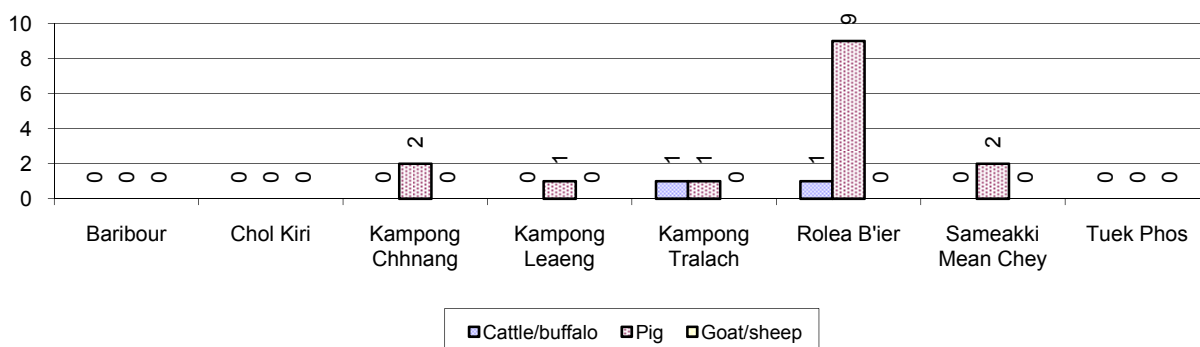 10
8
6
4
2
0
0 0 0
0 0 0
0 2 0
0 1 0
1 1 0
1 9 0
0 2 0
0 0 0
Baribour
Chol Kiri
Kampong
Chhnang
Kampong
Leaeng
Kampong
Tralach
Rolea B'ier
Sameakki
Mean Chey
Tuek Phos
Cattle/buffalo Pig Goat/sheep